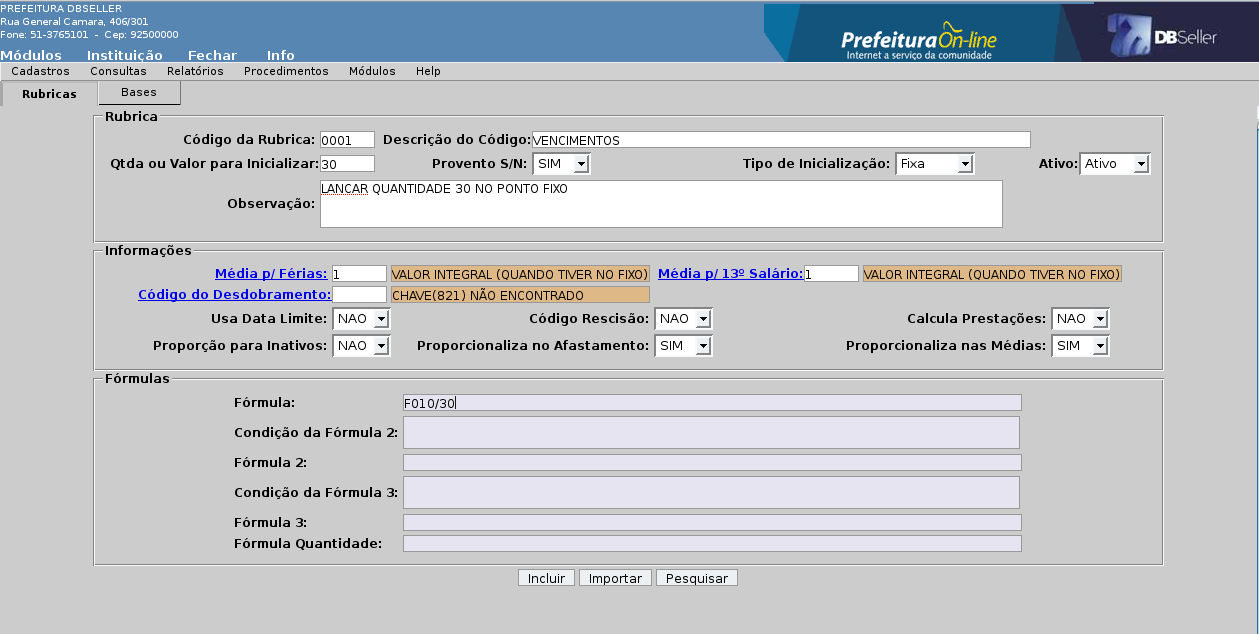 PREFEITURA DBSELLER
Rua General Camara, 406/301
Fone: 51-3765101 - Cep: 92500000
Módulos Instituição Fechar Info
PrefeituraOn-line
Internet a serviço da comunidade
DBSeller
Cadastros Consultas Relatórios Procedimentos Módulos Help
Rubricas Bases
Rubrica
Código da Rubrica: 0001 Descrição do Código: VENCIMENTOS
Qtda ou Valor para Inicializar: 30 Provento S/N: SIM Tipo de Inicialização: Fixa Ativo: Ativo
Observação: LANCAR QUANTIDADE 30 NO PONTO FIXO
Informações
Média p/ Férias: 1 VALOR INTEGRAL (QUANDO TIVER NO FIXO) Média p/ 13º Salário: 1 VALOR INTEGRAL (QUANDO TIVER NO FIXO)
Código do Desdobramento: CHAVE(821) NÃO ENCONTRADO
Usa Data Limite: NAO Código Rescisão: NAO Calcula Prestações: NAO
Proporção para Inativos: NAO Proporcionaliza no Afastamento: SIM Proporcionaliza nas Médias: SIM
Fórmulas
Fórmula: F010/30
Condição da Fórmula 2:
Fórmula 2:
Condição da Fórmula 3:
Fórmula 3:
Fórmula Quantidade:
Incluir Importar Pesquisar